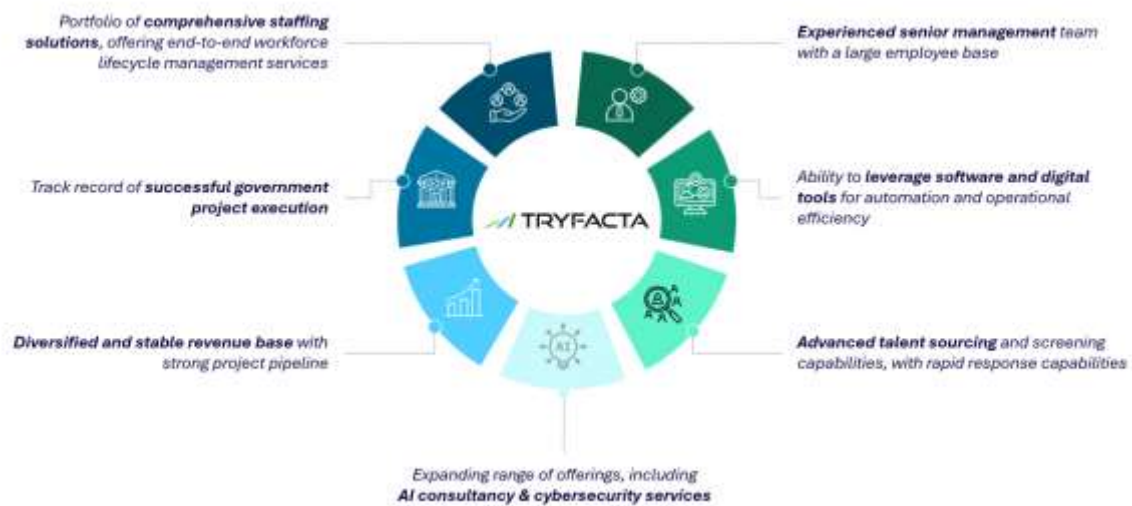 Portfolio of comprehensive staffing
solutions, offering end-to-end workforce
lifecycle management services
Experienced senior management team
with a large employee base
Track record of successful government
project execution
Ability to leverage software and digital
tools for automation and operational
efficiency
TRYFACTA
Diversified and stable revenue base with
strong project pipeline
AI
Advanced talent sourcing and screening
capabilities, with rapid response capabilities
Expanding range of offerings, including
AI consultancy & cybersecurity services